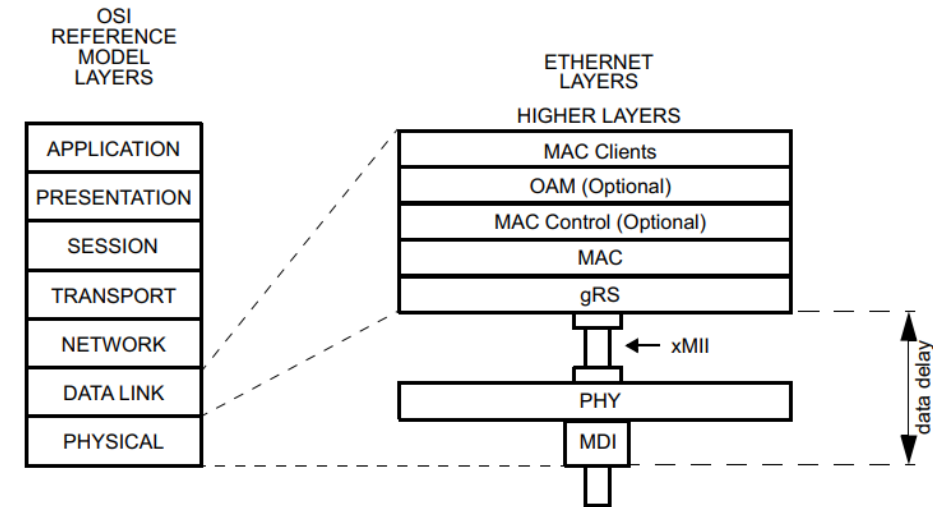 OSI
REFERENCE
MODEL
LAYERS
APPLICATION
PRESENTATION
SESSION
TRANSPORT
NETWORK
DATA LINK
PHYSICAL
ETHERNET
LAYERS
HIGHER LAYERS
MAC Clients
OAM (Optional)
MAC Control (Optional)
MAC
gRS
xMII
PHY
MDI
data delay